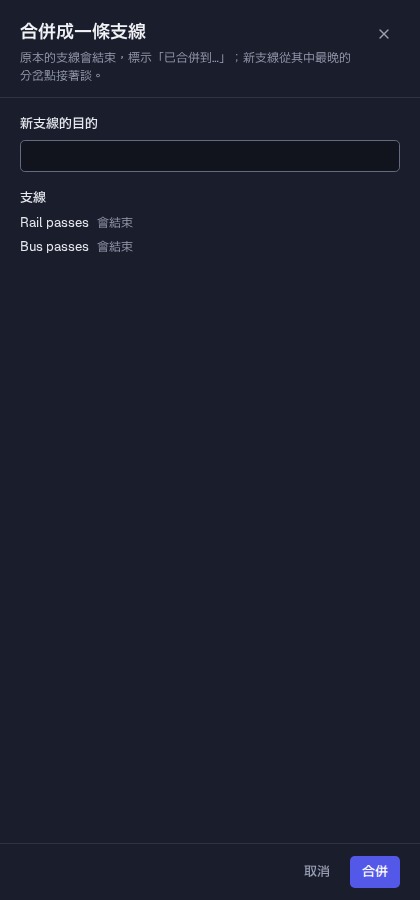 合併成一條支線
原本的支線會結束，標示「已合併到…」；新支線從其中最晚的
分岔點接著談。
新支線的目的
支線
Rail passes 會結束
Bus passes 會結束
取消 合併